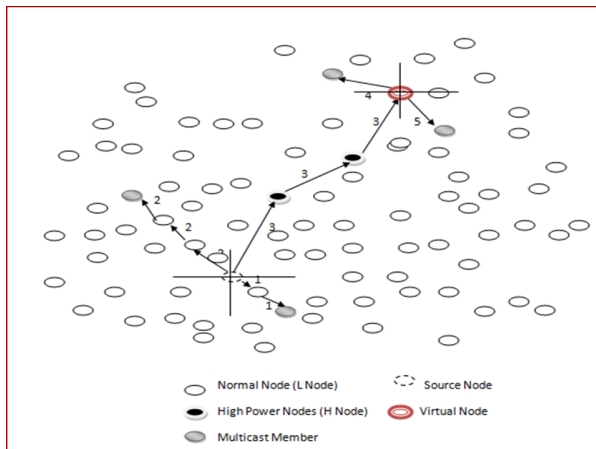 4
3
5
3
2
2
3
2
1
1
Normal Node (L Node)
Source Node
High Power Nodes (H Node)
Virtual Node
Multicast Member